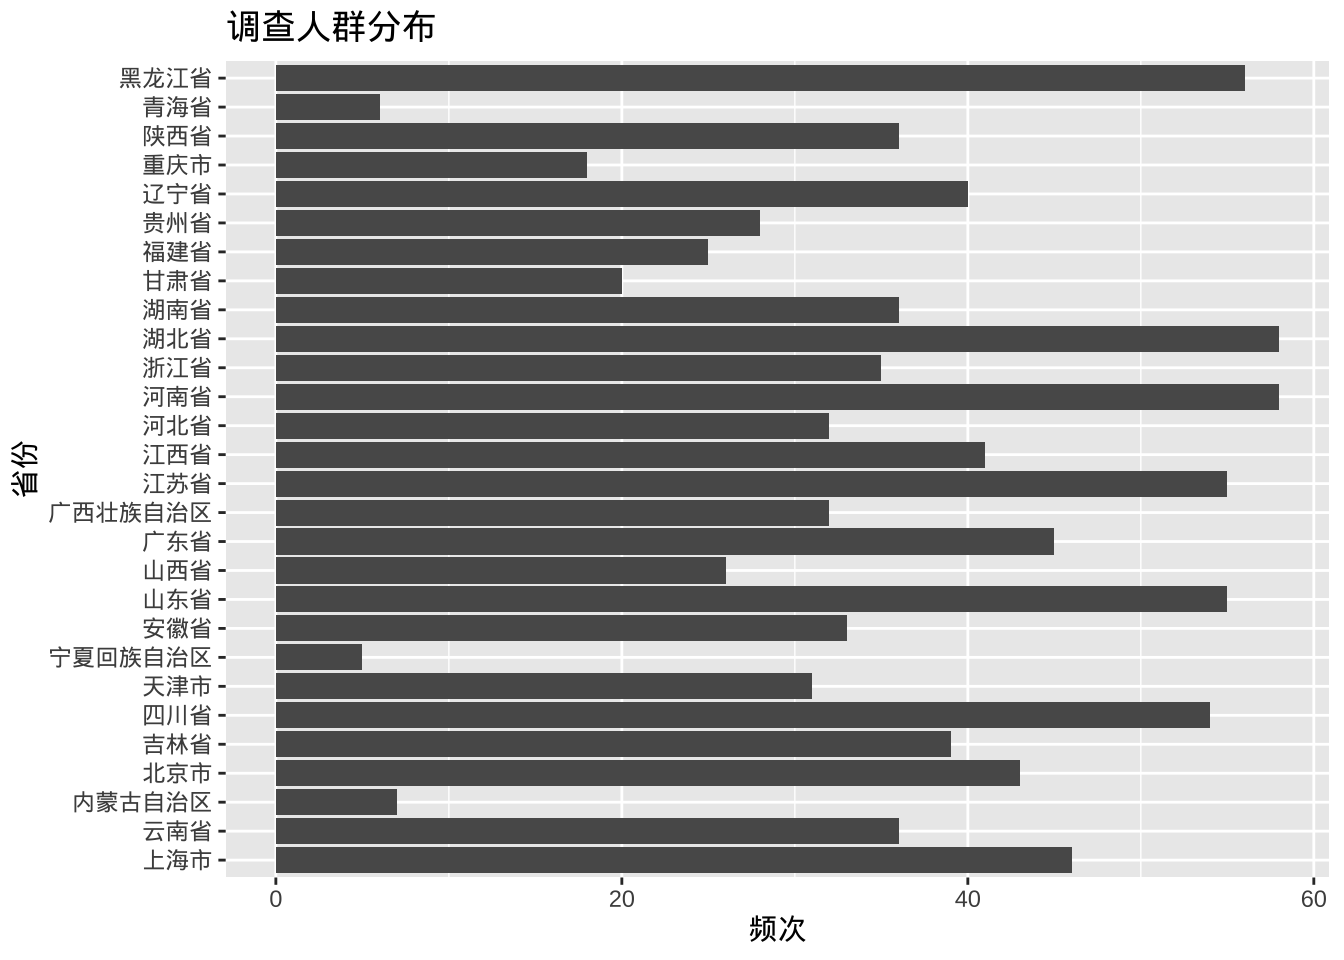 调查人群分布
黑龙江省
青海省
陕西省
重庆市
辽宁省
贵州省
福建省
甘肃省
湖南省
湖北省
浙江省
河南省
河北省
江西省
江苏省
广西壮族自治区
广东省
山西省
山东省
安徽省
宁夏回族自治区
天津市
四川省
吉林省
北京市
内蒙古自治区
云南省
上海市
省份
0 20 40 60
频次